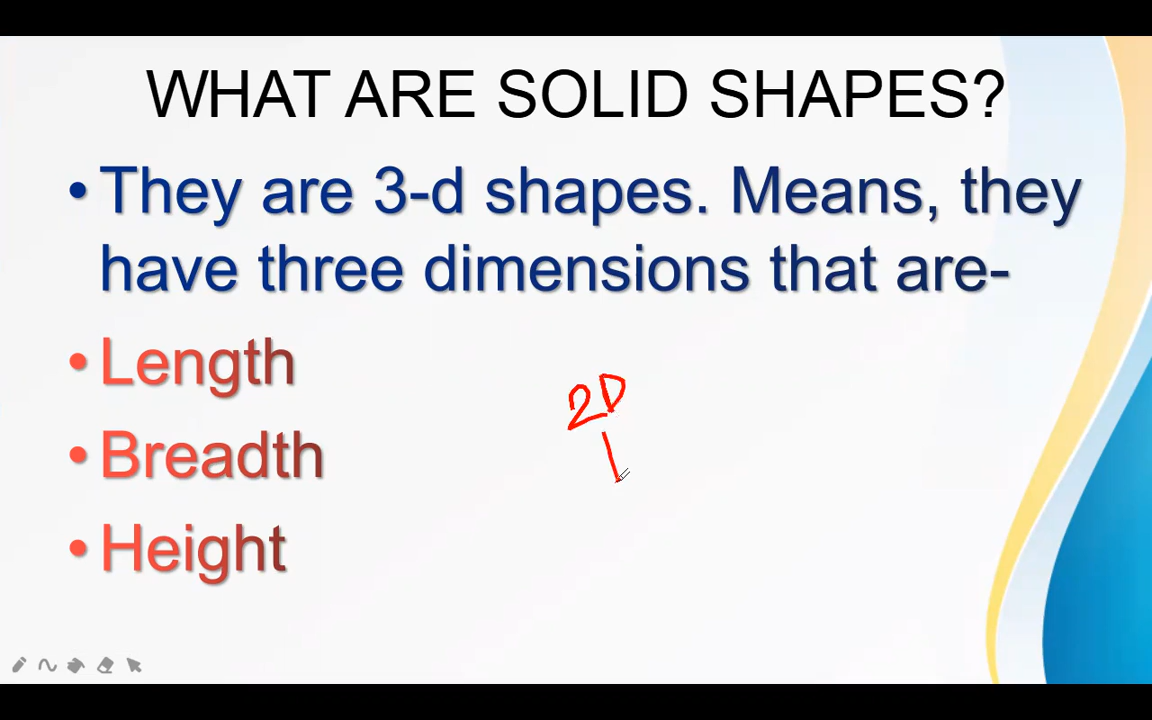 WHAT ARE SOLID SHAPES?
• They are 3-d shapes. Means, they
have three dimensions that are-
• Length
• Breadth
• Height
2D